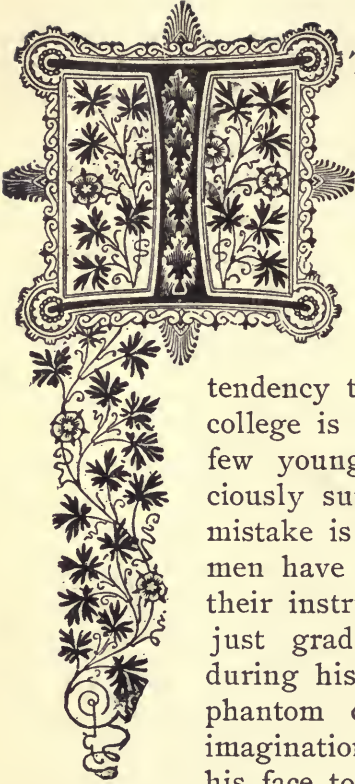 I
tendency t
college is
few young
ciously su
mistake is
men have
their instr
just grad
during his
phantom
imagination
his face to